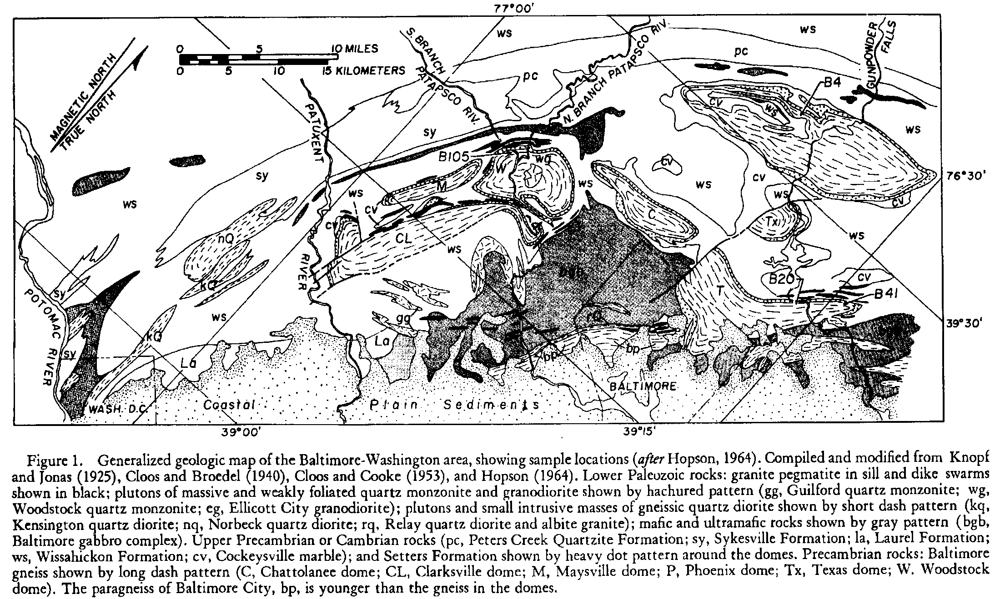 77°00'
WS
WS
GUNPOWDER
FALLS
S. BRANCH
PATAPSCO RIV.
N. BRANCH PATAPSCO RIV.
0 5 10 MILES
0 5 10 15 KILOMETERS
MAGNETIC NORTH
TRUE NORTH
pc
pc
B4
PATUXENT
RIVER
cv
ws
ws
sy
B105
wg
W
cv
76°30'
sy
M
ws
ws
cv
ws
ws
ws
cv
cv
cv
C
Tx
nQ
CL
ws
ws
kQ
bgb
B20
cv
T
B41
sy
POTOMAC RIVER
ws
gg
rQ
39°30'
kQ
La
bp
bp
sy
La
BALTIMORE
WASH. D.C.
Coastal Plain Sediments
39°00'
39°15'
Figure 1. Generalized geologic map of the Baltimore-Washington area, showing sample locations (after Hopson, 1964). Compiled and modified from Knopf
and Jonas (1925), Cloos and Broedel (1940), Cloos and Cooke (1953), and Hopson (1964). Lower Paleozoic rocks: granite pegmatite in sill and dike swarms
shown in black; plutons of massive and weakly foliated quartz monzonite and granodiorite shown by hachured pattern (gg, Guilford quartz monzonite; wg,
Woodstock quartz monzonite; eg, Ellicott City granodiorite); plutons and small intrusive masses of gneissic quartz diorite shown by short dash pattern (kq,
Kensington quartz diorite; nq, Norbeck quartz diorite; rq, Relay quartz diorite and albite granite); mafic and ultramafic rocks shown by gray pattern (bgb,
Baltimore gabbro complex). Upper Precambrian or Cambrian rocks (pc, Peters Creek Quartzite Formation; sy, Sykesville Formation; la, Laurel Formation;
ws, Wissahickon Formation; cv, Cockeysville marble); and Setters Formation shown by heavy dot pattern around the domes. Precambrian rocks: Baltimore
gneiss shown by long dash pattern (C, Chattolanee dome; CL, Clarksville dome; M, Maysville dome; P, Phoenix dome; Tx, Texas dome; W. Woodstock
dome). The paragneiss of Baltimore City, bp, is younger than the gneiss in the domes.